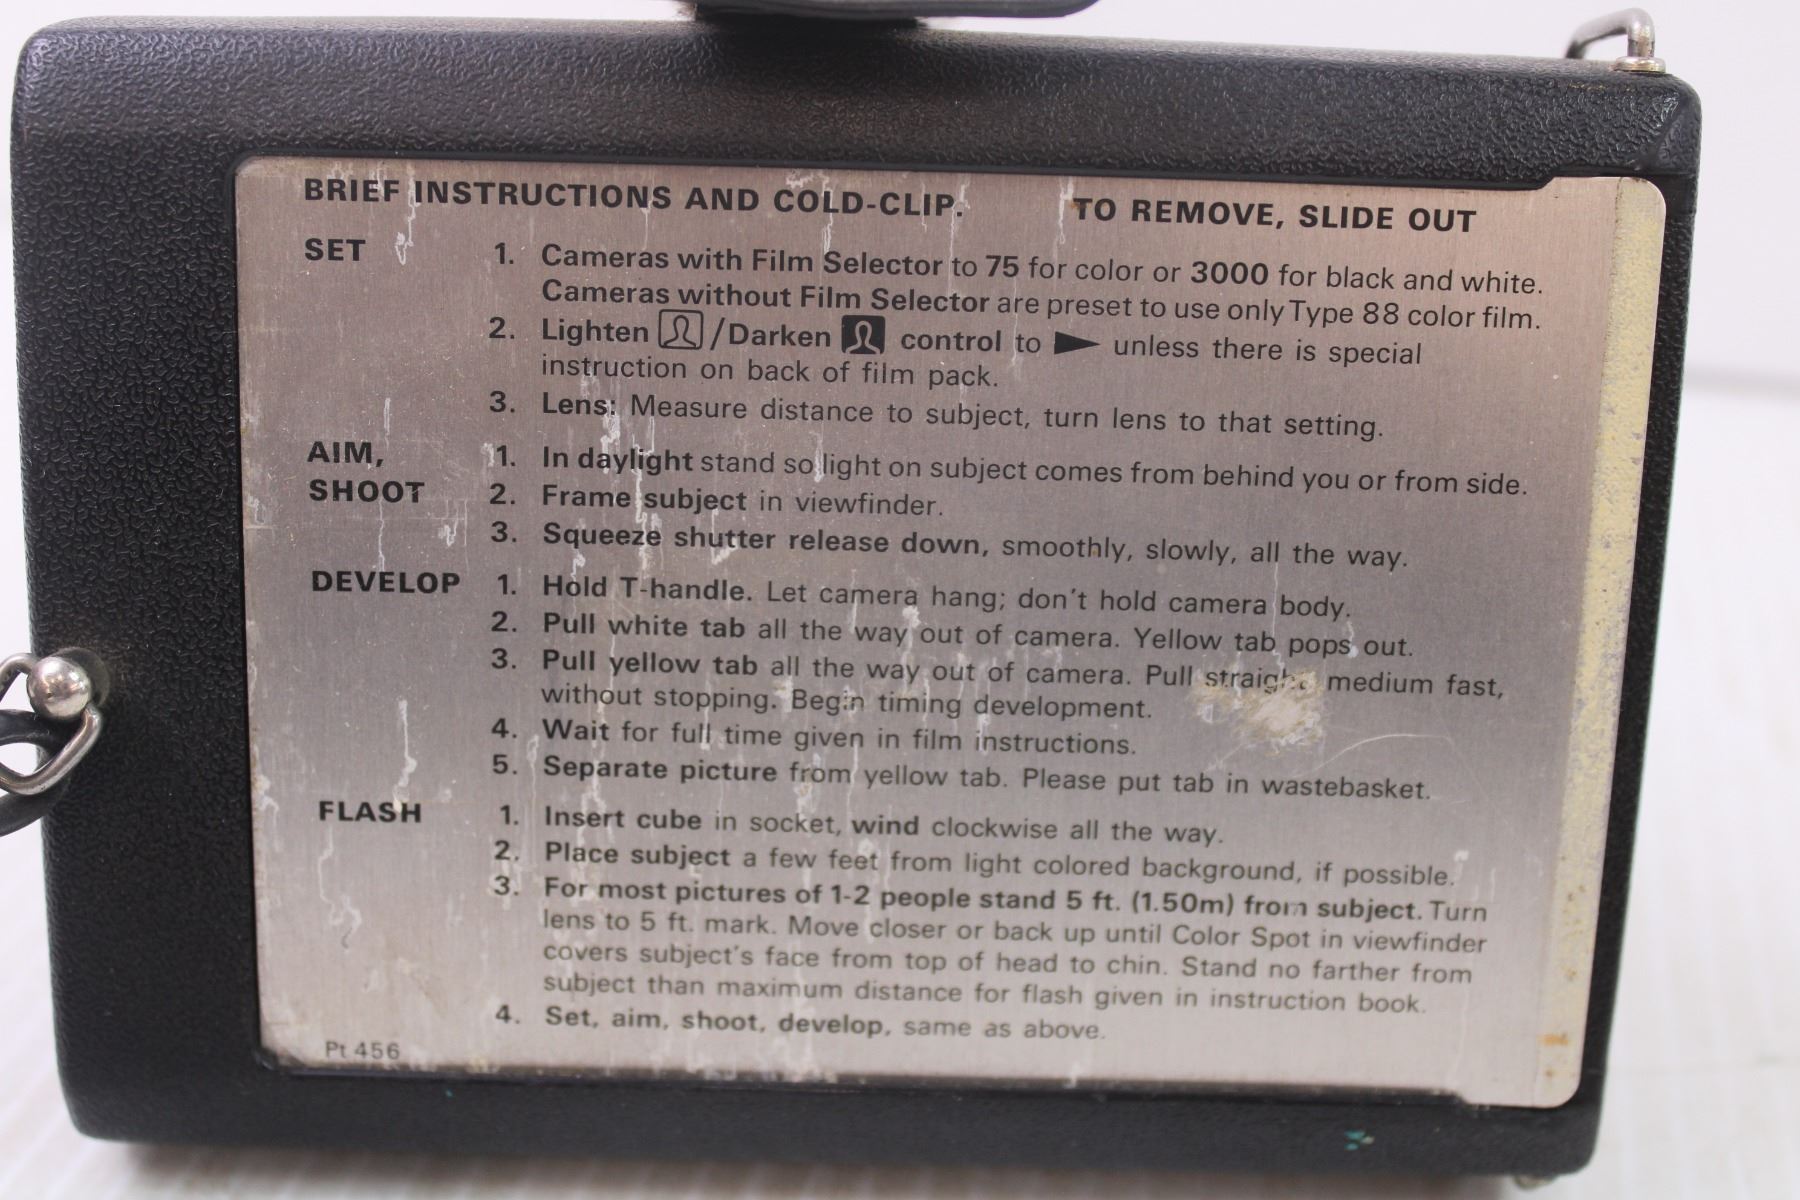 BRIEF INSTRUCTIONS AND COLD-CLIP. TO REMOVE, SLIDE OUT
SET 1. Cameras with Film Selector to 75 for color or 3000 for black and white.
Cameras without Film Selector are preset to use only Type 88 color film.
2. Lighten /Darken control to ► unless there is special
instruction on back of film pack.
3. Lens: Measure distance to subject, turn lens to that setting.
AIM, 1. In daylight stand so light on subject comes from behind you or from side.
SHOOT 2. Frame subject in viewfinder.
3. Squeeze shutter release down, smoothly, slowly, all the way.
DEVELOP 1. Hold T-handle. Let camera hang; don't hold camera body.
2. Pull white tab all the way out of camera. Yellow tab pops out.
3. Pull yellow tab all the way out of camera. Pull straight, medium fast,
without stopping. Begin timing development.
4. Wait for full time given in film instructions.
5. Separate picture from yellow tab. Please put tab in wastebasket.
FLASH 1. Insert cube in socket, wind clockwise all the way.
2. Place subject a few feet from light colored background, if possible.
3. For most pictures of 1-2 people stand 5 ft. (1.50m) from subject. Turn
lens to 5 ft. mark. Move closer or back up until Color Spot in viewfinder
covers subject's face from top of head to chin. Stand no farther from
subject than maximum distance for flash given in instruction book.
4. Set, aim, shoot, develop, same as above.
Pt 456